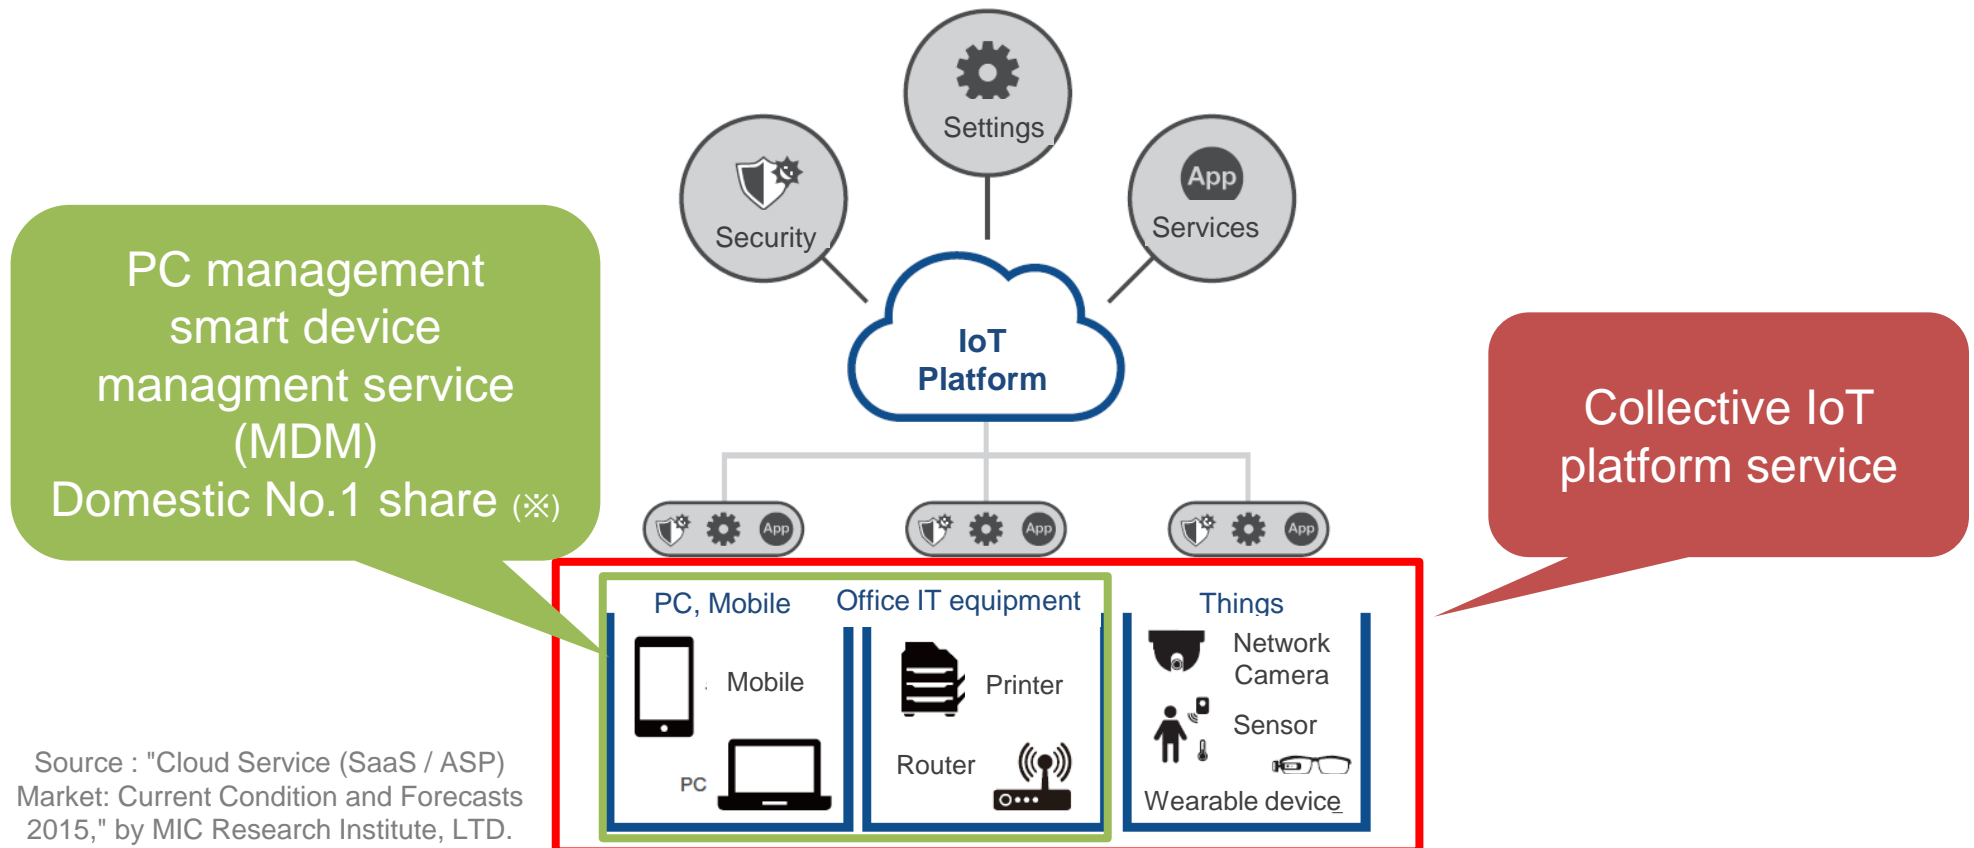 Settings
Security
App
Services
PC management
smart device
managment service
(MDM)
Domestic No.1 share (※)
IoT
Platform
Collective IoT
platform service
App
App
App
PC, Mobile
Office IT equipment
Things
Mobile
PC
Printer
Router
Network
Camera
Sensor
Wearable device
Source : "Cloud Service (SaaS / ASP)
Market: Current Condition and Forecasts
2015," by MIC Research Institute, LTD.